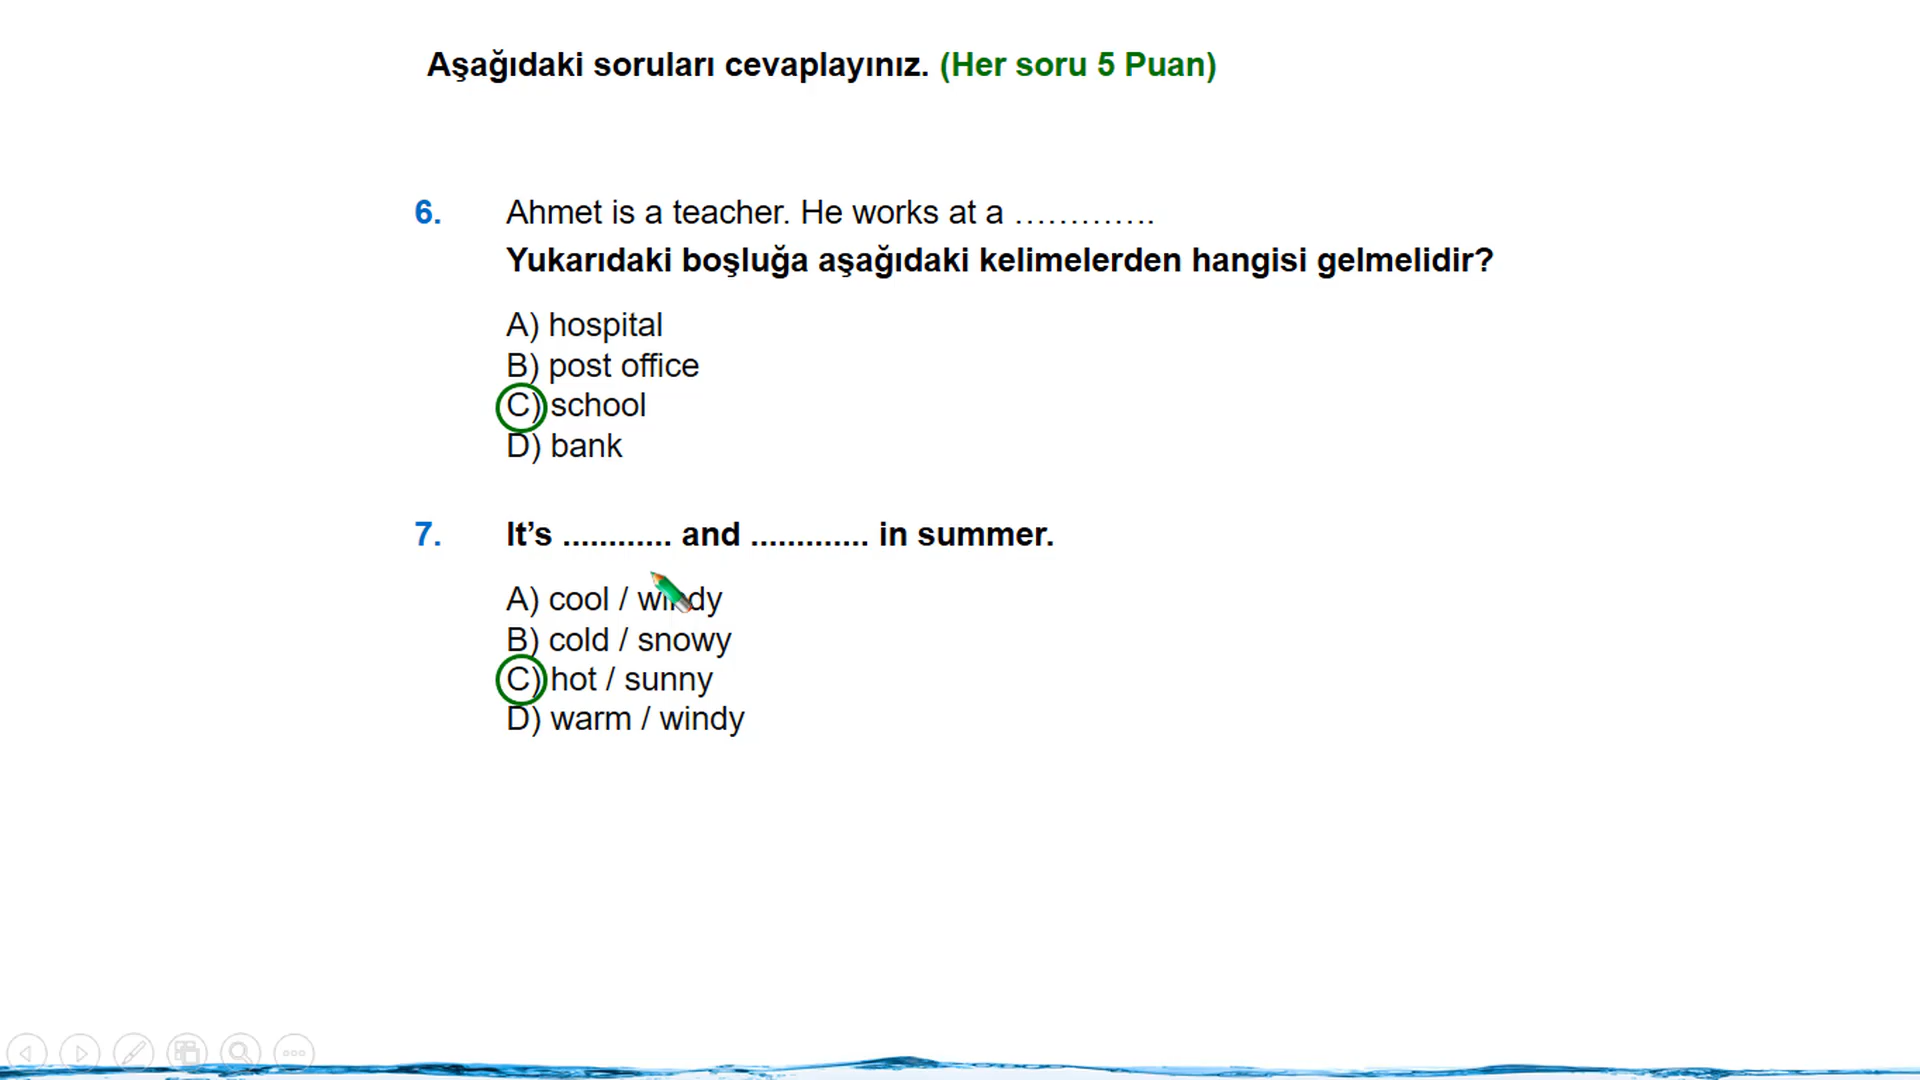 Aşağıdaki soruları cevaplayınız. (Her soru 5 Puan)
6. Ahmet is a teacher. He works at a .............
Yukarıdaki boşluğa aşağıdaki kelimelerden hangisi gelmelidir?
A) hospital
B) post office
C) school
D) bank
7. It’s ............ and ............. in summer.
A) cool / windy
B) cold / snowy
C) hot / sunny
D) warm / windy